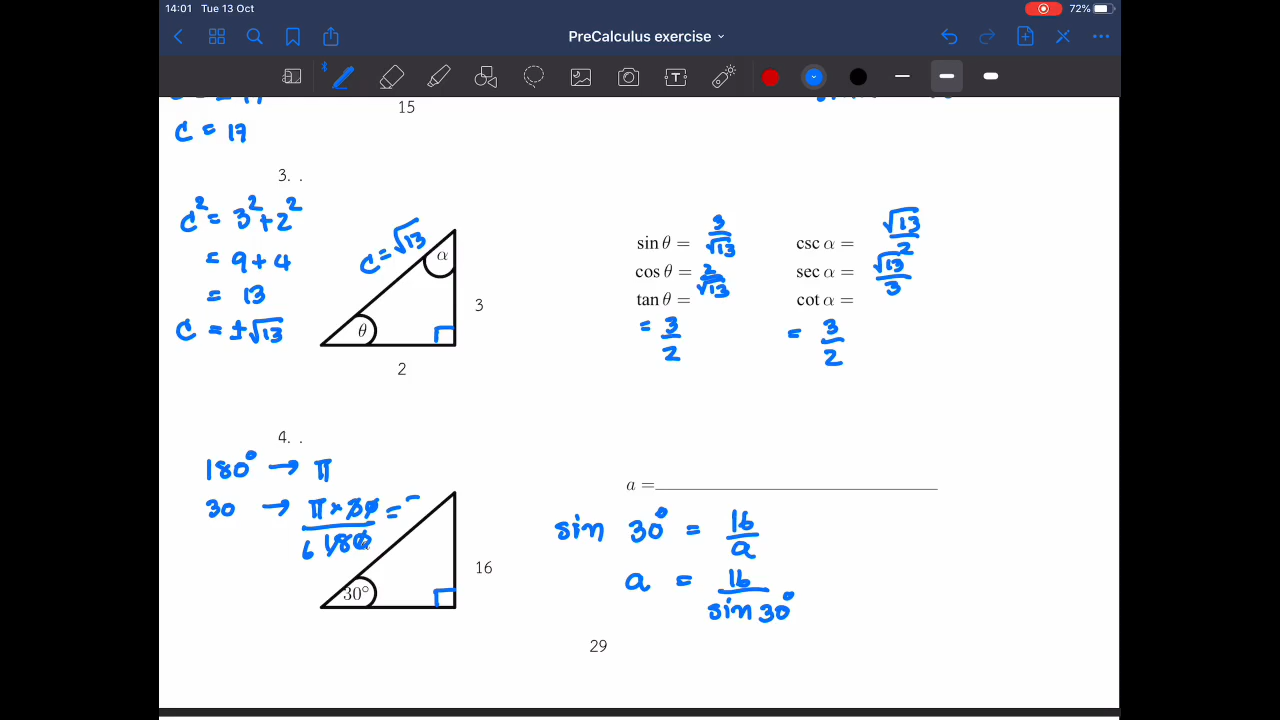 14:01 Tue 13 Oct
72%
PreCalculus exercise
T
15
c = 17
3. .
c² = 3² + 2²
= 9 + 4
= 13
c = ±√13
c = √13
α
θ
3
2
sin θ = 3/√13
cos θ = 2/√13
tan θ =
= 3/2
csc α = √13/2
sec α = √13/3
cot α =
= 3/2
4. .
180° → π
30 → π × 30 / 6 180 =
30°
16
a =
sin 30° = 16/a
a = 16/sin 30°
29